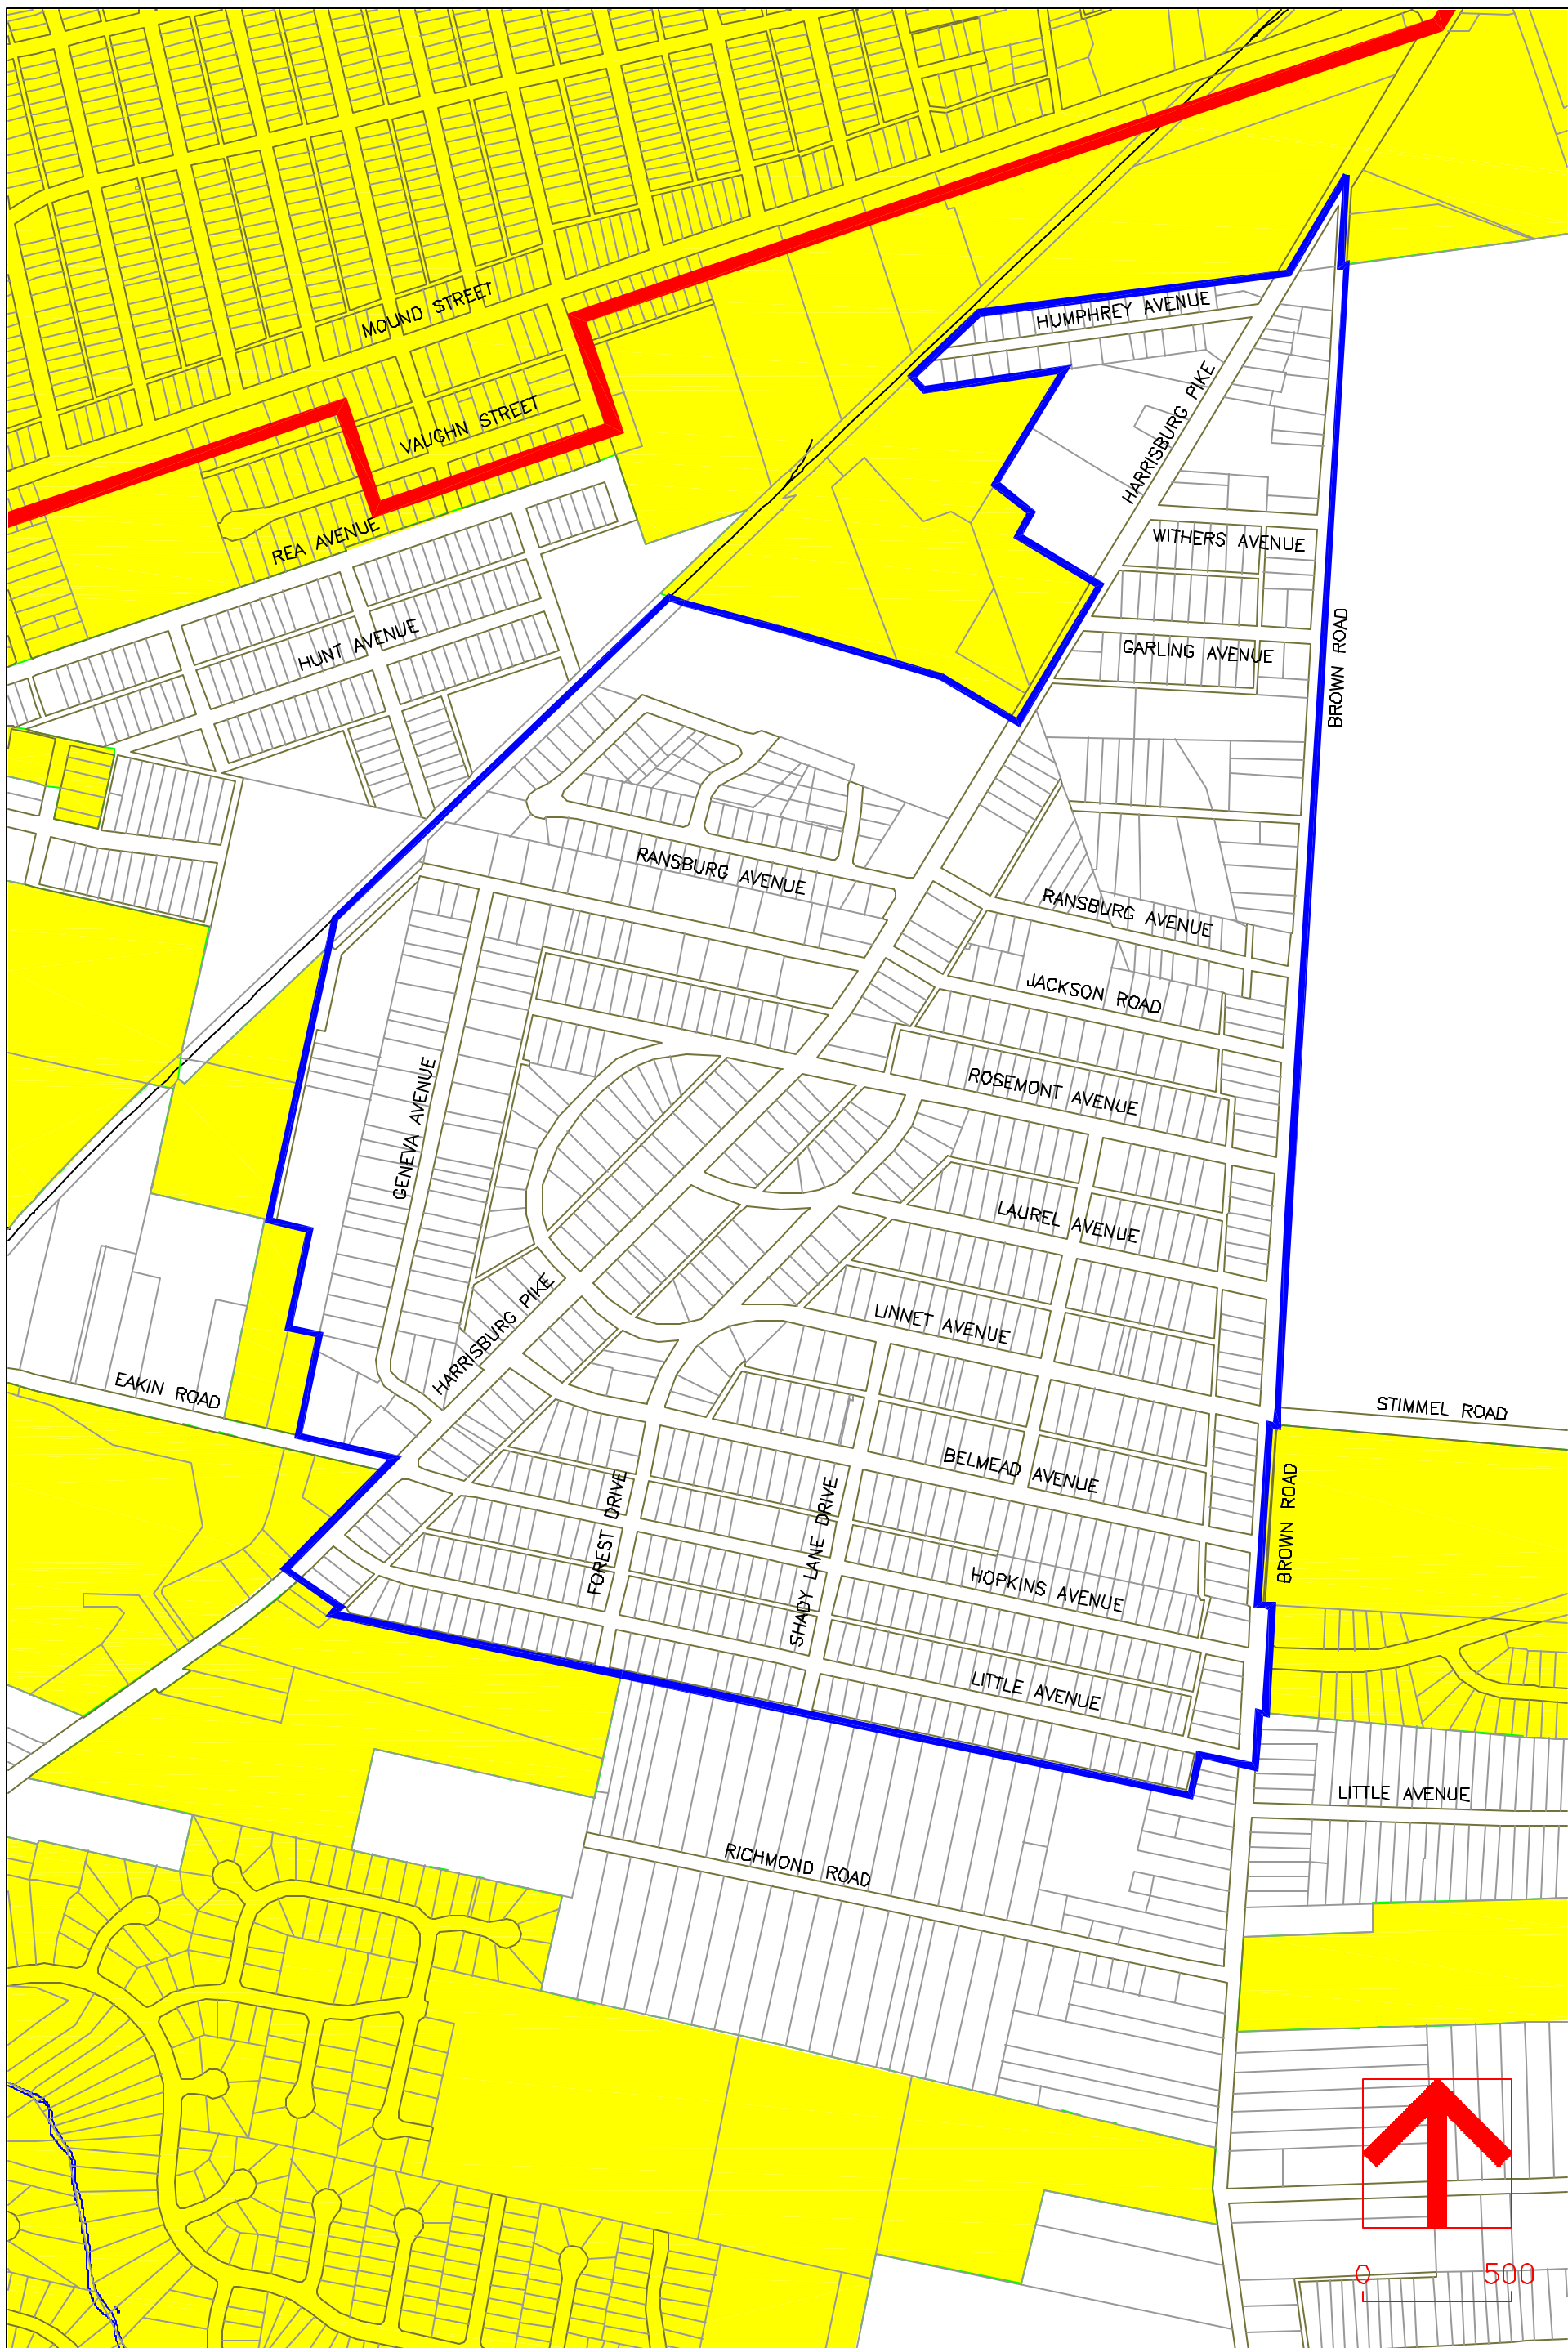 MOUND STREET
HUMPHREY AVENUE
VAUGHN STREET
HARRISBURG PIKE
REA AVENUE
WITHERS AVENUE
HUNT AVENUE
GARLING AVENUE
BROWN ROAD
RANSBURG AVENUE
RANSBURG AVENUE
JACKSON ROAD
GENEVA AVENUE
ROSEMONT AVENUE
LAUREL AVENUE
LINNET AVENUE
HARRISBURG PIKE
EAKIN ROAD
STIMMEL ROAD
BELMEAD AVENUE
BROWN ROAD
FOREST DRIVE
SHADY LANE DRIVE
HOPKINS AVENUE
LITTLE AVENUE
LITTLE AVENUE
RICHMOND ROAD
0 500